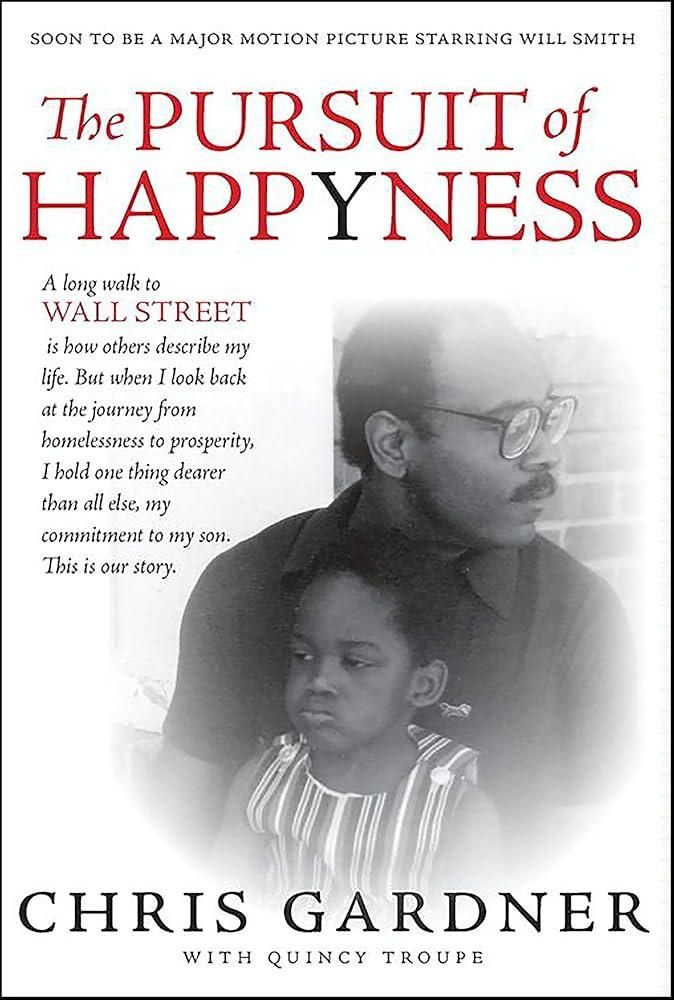 SOON TO BE A MAJOR MOTION PICTURE STARRING WILL SMITH
The PURSUIT of
HAPPYNESS
A long walk to
WALL STREET
is how others describe my
life. But when I look back
at the journey from
homelessness to prosperity,
I hold one thing dearer
than all else, my
commitment to my son.
This is our story.
CHRIS GARDNER
WITH QUINCY TROUPE